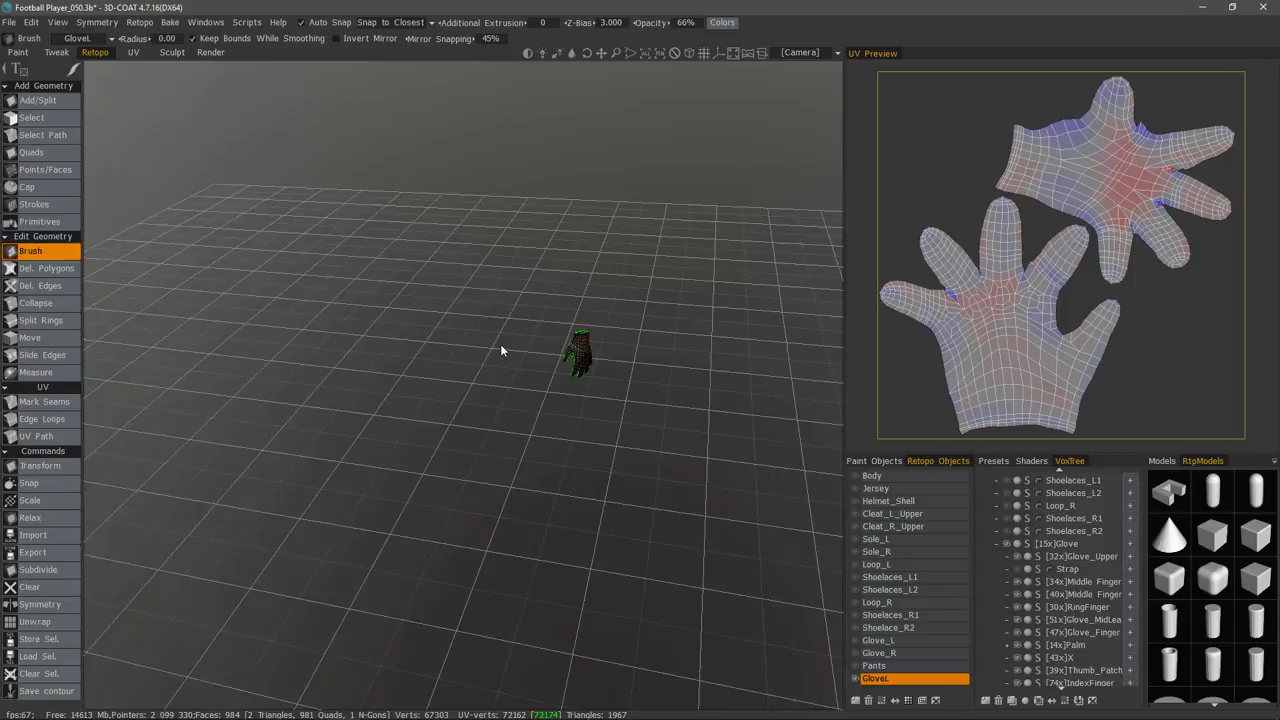 Football Player_050.3b* - 3D-COAT 4.7.16(DX64)
File Edit View Symmetry Retopo Bake Windows Scripts Help Auto Snap Snap to Closest Additional Extrusion 0 Z-Bias: 3.000 Opacity: 66% Colors
Brush GloveL Radius: 0.00 Keep Bounds While Smoothing Invert Mirror Mirror Snapping: 45%
Paint Tweak Retopo UV Sculpt Render [Camera] UV Preview
Add Geometry
Add/Split
Select
Select Path
Quads
Points/Faces
Cap
Strokes
Primitives
Edit Geometry
Brush
Del. Polygons
Del. Edges
Collapse
Split Rings
Move
Slide Edges
Measure
UV
Mark Seams
Edge Loops
UV Path
Commands
Transform
Snap
Scale
Relax
Import
Export
Subdivide
Clear
Symmetry
Unwrap
Store Sel.
Load Sel.
Clear Sel.
Save contour
Paint Objects Retopo Objects
Body
Jersey
Helmet_Shell
Cleat_L_Upper
Cleat_R_Upper
Sole_L
Sole_R
Loop_L
Shoelaces_L1
Shoelaces_L2
Loop_R
Shoelaces_R1
Shoelace_R2
Glove_L
Glove_R
Pants
GloveL
Presets Shaders VoxTree
Shoelaces_L1
Shoelaces_L2
Loop_R
Shoelaces_R1
Shoelaces_R2
[15x]Glove
[32x]Glove_Upper
Strap
[34x]Middle Finger
[40x]Middle Finger
[30x]RingFinger
[51x]Glove_MidLea
[47x]Glove_Finger
[14x]Palm
[43x]X
[39x]Thumb_Patch
[74x]IndexFinger
Models RtpModels
fps:67; Free: 14613 Mb,Pointers: 2 099 330;Faces: 984 [2 Triangles, 981 Quads, 1 N-Gons] Verts: 67303 UV-verts: 72162 [72174] Triangles: 1967